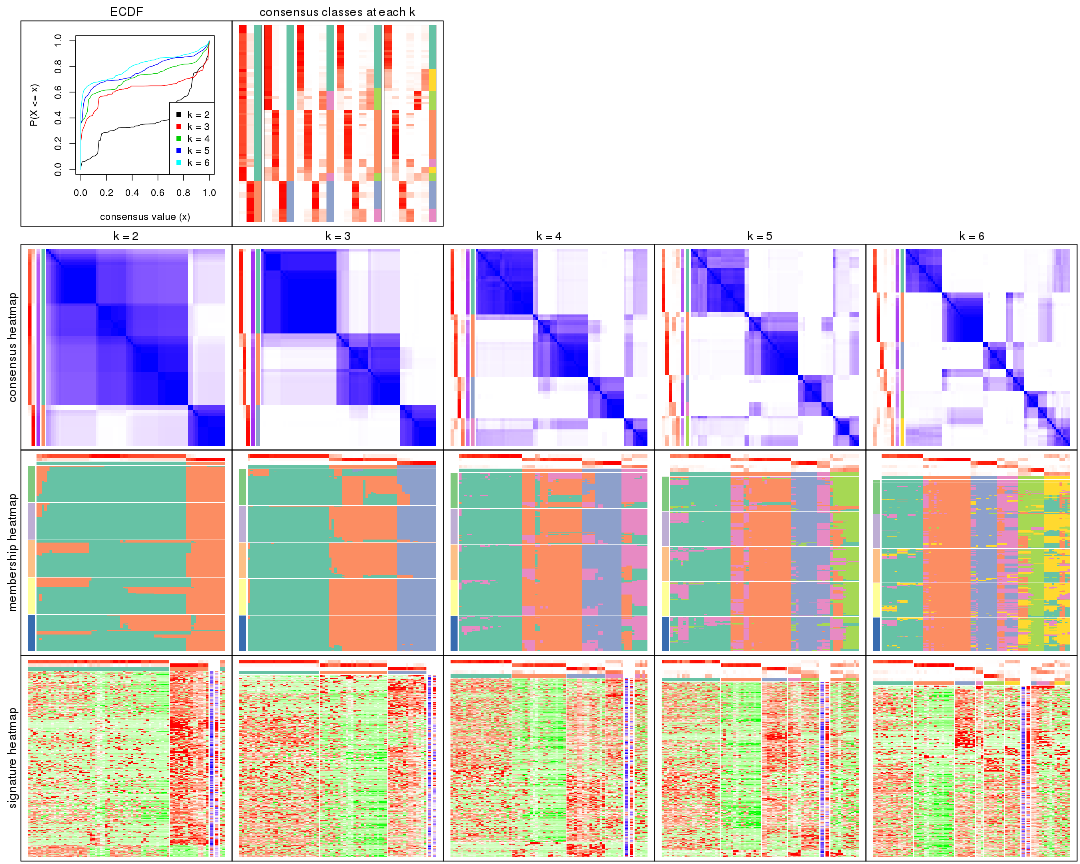 ECDF
consensus classes at each k
P(X <= x)
0.0 0.2 0.4 0.6 0.8 1.0
k = 2
k = 3
k = 4
k = 5
k = 6
0.0 0.2 0.4 0.6 0.8 1.0
consensus value (x)
k = 2 k = 3 k = 4 k = 5 k = 6
consensus heatmap
membership heatmap
signature heatmap